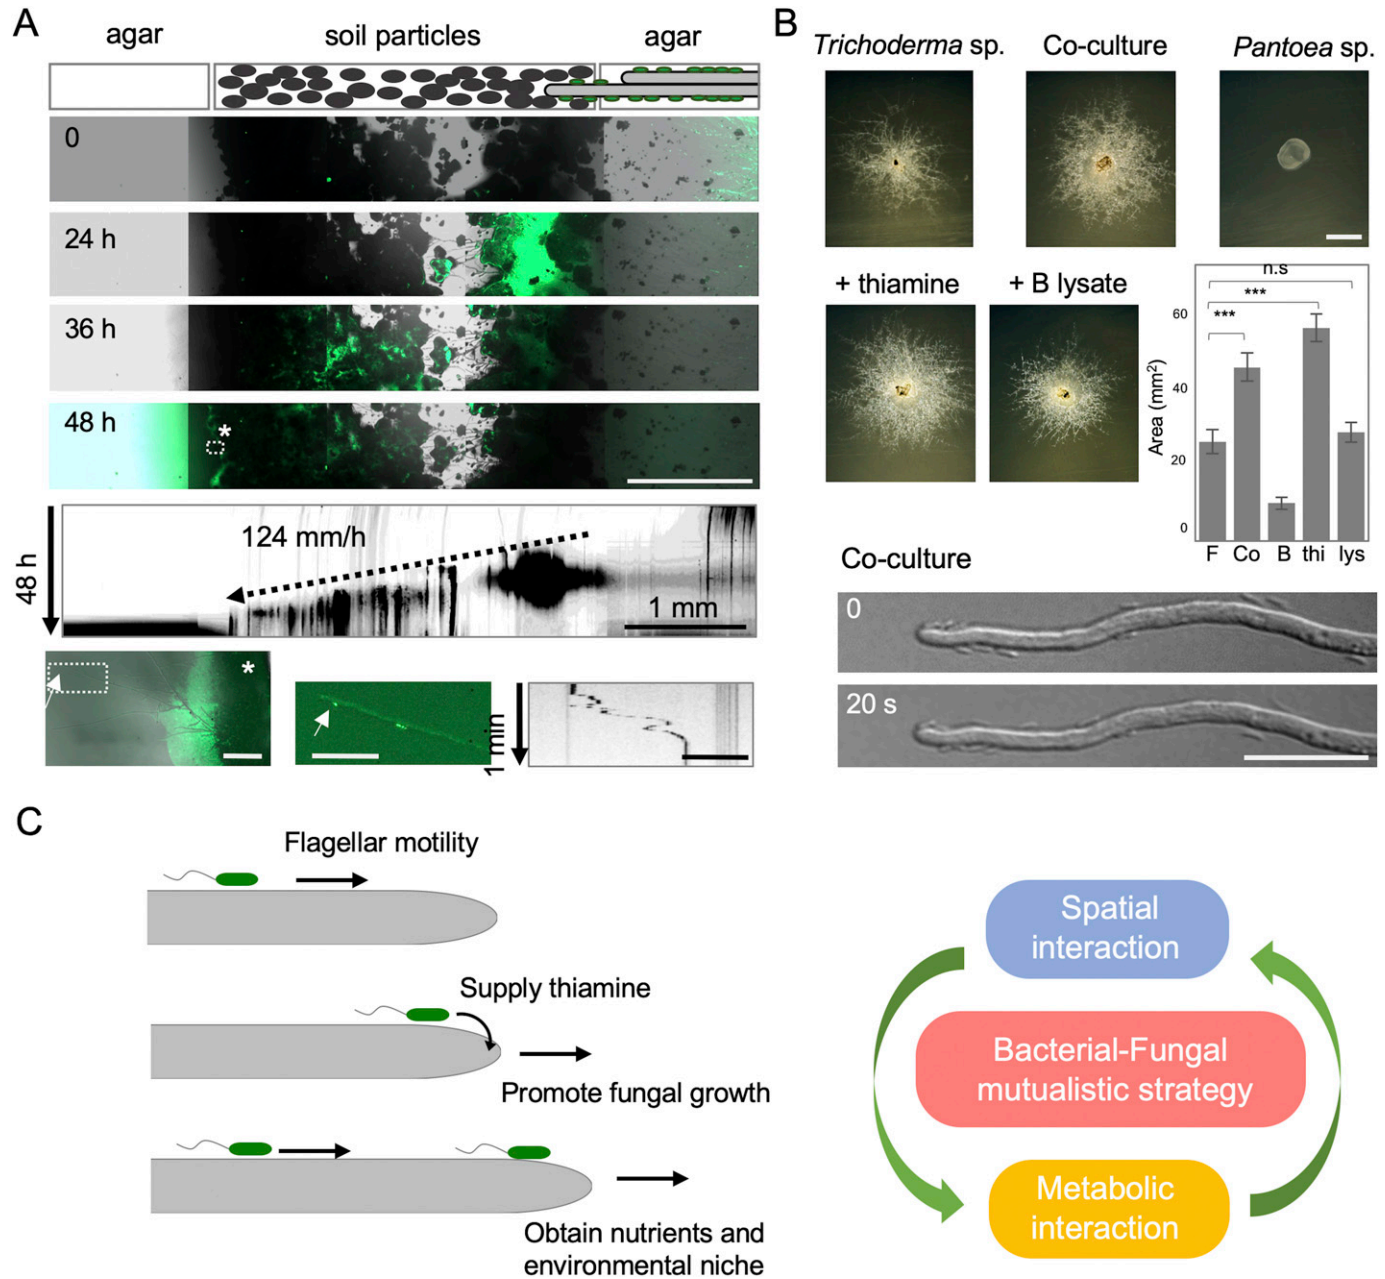 A
agar
soil particles
agar
0
24 h
36 h
48 h
*
48 h
124 mm/h
1 mm
*
1 min
B
Trichoderma sp.
Co-culture
Pantoea sp.
+ thiamine
+ B lysate
n.s
***
***
Area (mm²)
60
40
20
0
F Co B thi lys
Co-culture
0
20 s
C
Flagellar motility
Supply thiamine
Promote fungal growth
Obtain nutrients and
environmental niche
Spatial
interaction
Bacterial-Fungal
mutualistic strategy
Metabolic
interaction